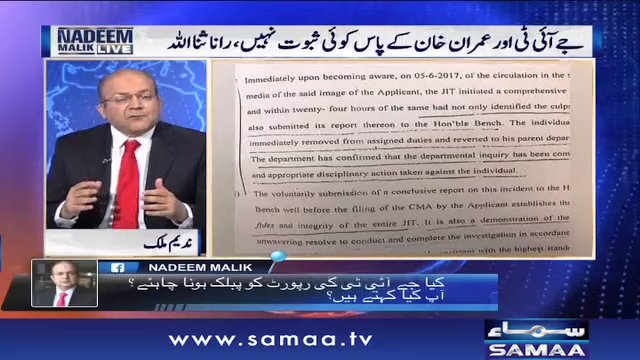 NADEEM
MALIK LIVE
جے آئی ٹی اور عمران خان کے پاس کوئی ثبوت نہیں، رانا ثنا اللہ
Immediately upon becoming aware, on 05-6-2017, of the circulation in the s
media of the said image of the Applicant, the JIT initiated a comprehensive
and within twenty- four hours of the same had not only identified the culp
also submitted its report thereon to the Hon'ble Bench. The individua
immediately removed from assigned duties and reverted to his parent depar
The department has confirmed that the departmental inquiry has been com
and appropriate disciplinary action taken against the individual.
The voluntarily submission of a conclusive report on this incident to the H
Bench well before the filing of the CMA by the Applicant establishes the
fides and integrity of the entire JIT. It is also a demonstration of the
unwavering resolve to conduct and complete the investigation in accordanc
with the highest stand
ندیم ملک
NADEEM MALIK
کیا جے آئی ٹی کی رپورٹ کو پبلک ہونا چاہئے؟
آپ کیا کہتے ہیں؟
www.samaa.tv
سماء
SAMAA